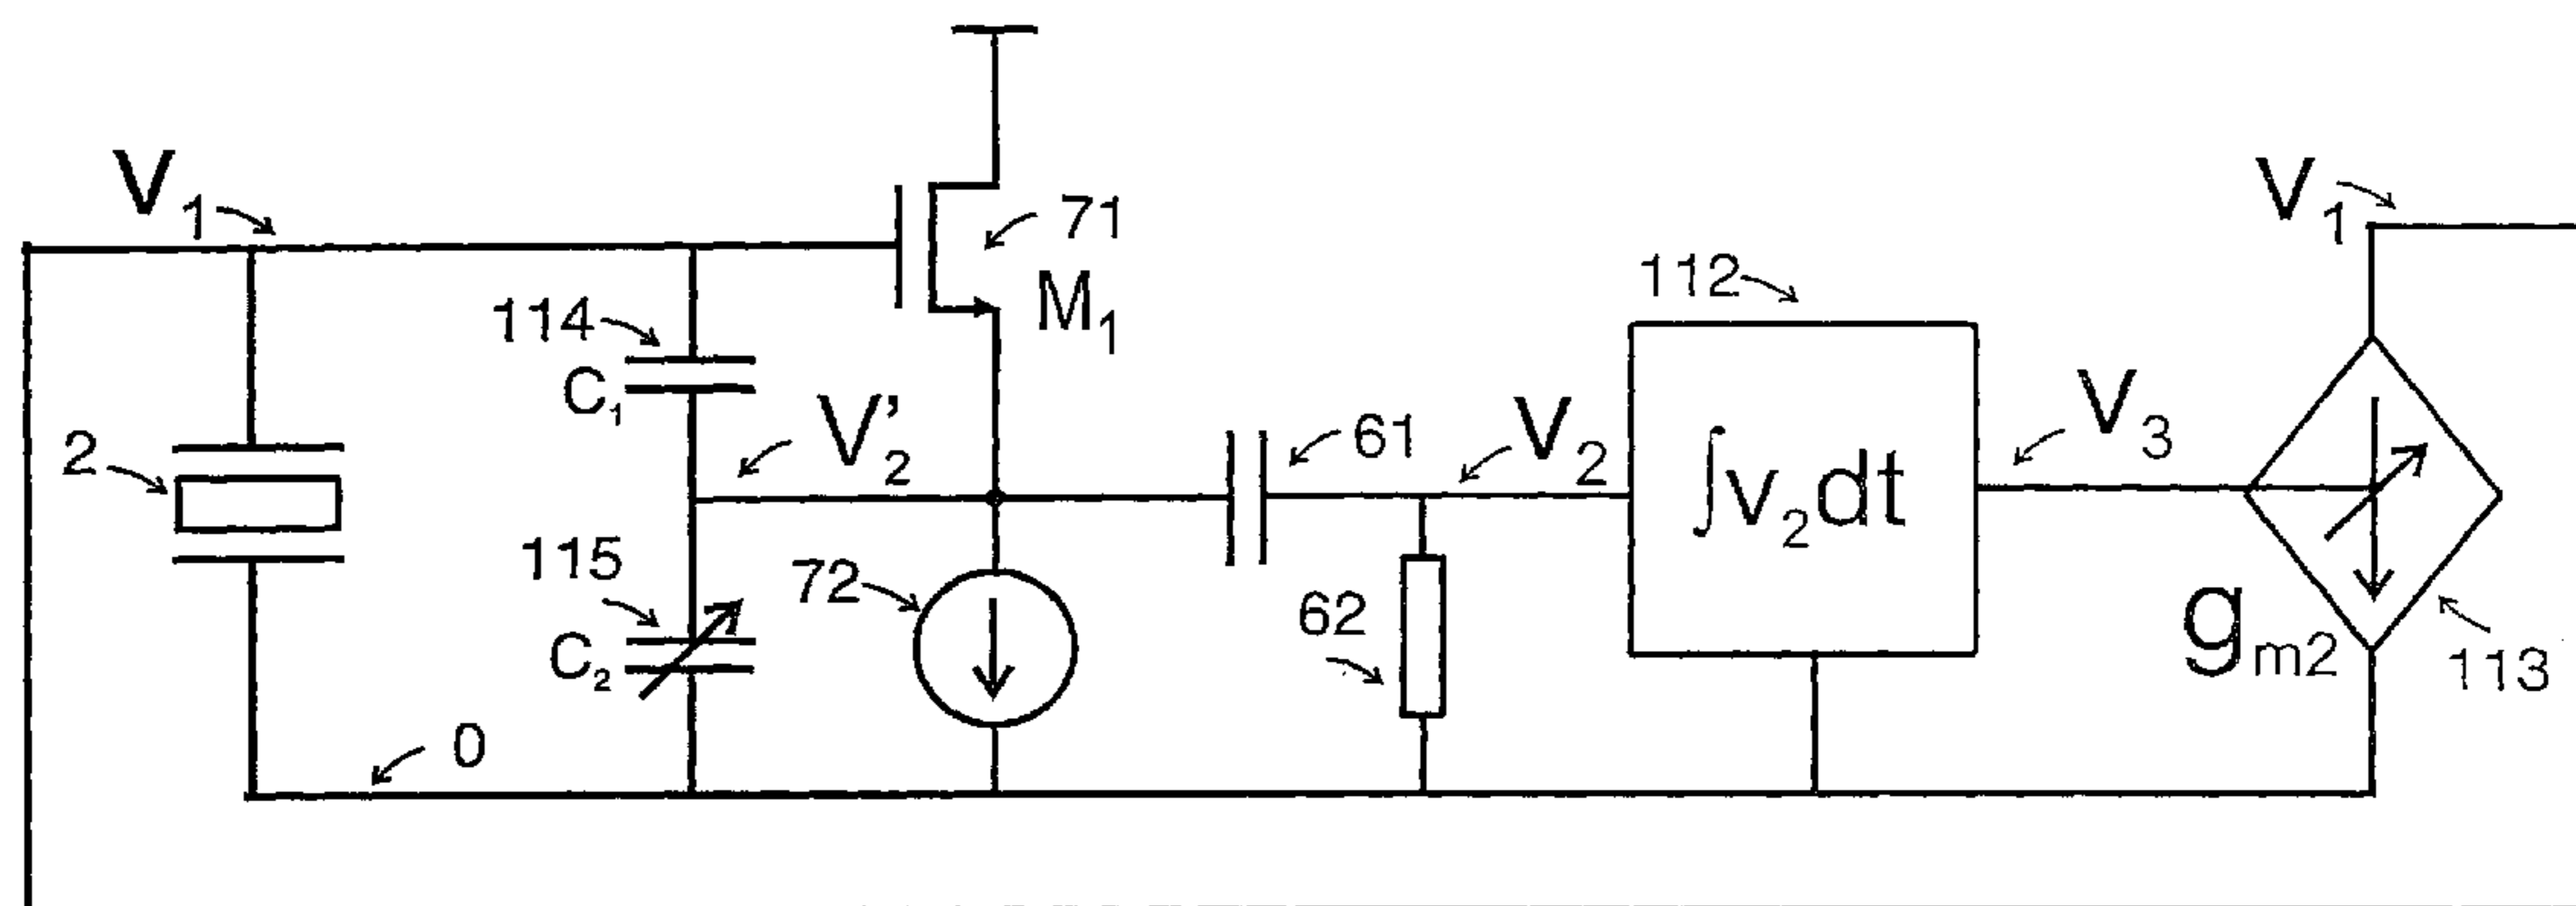 V₁
71
M₁
114
C₁
V'₂
2
115
C₂
72
0
61
62
V₂
112
∫v₂dt
V₃
V₁
gₘ₂
113